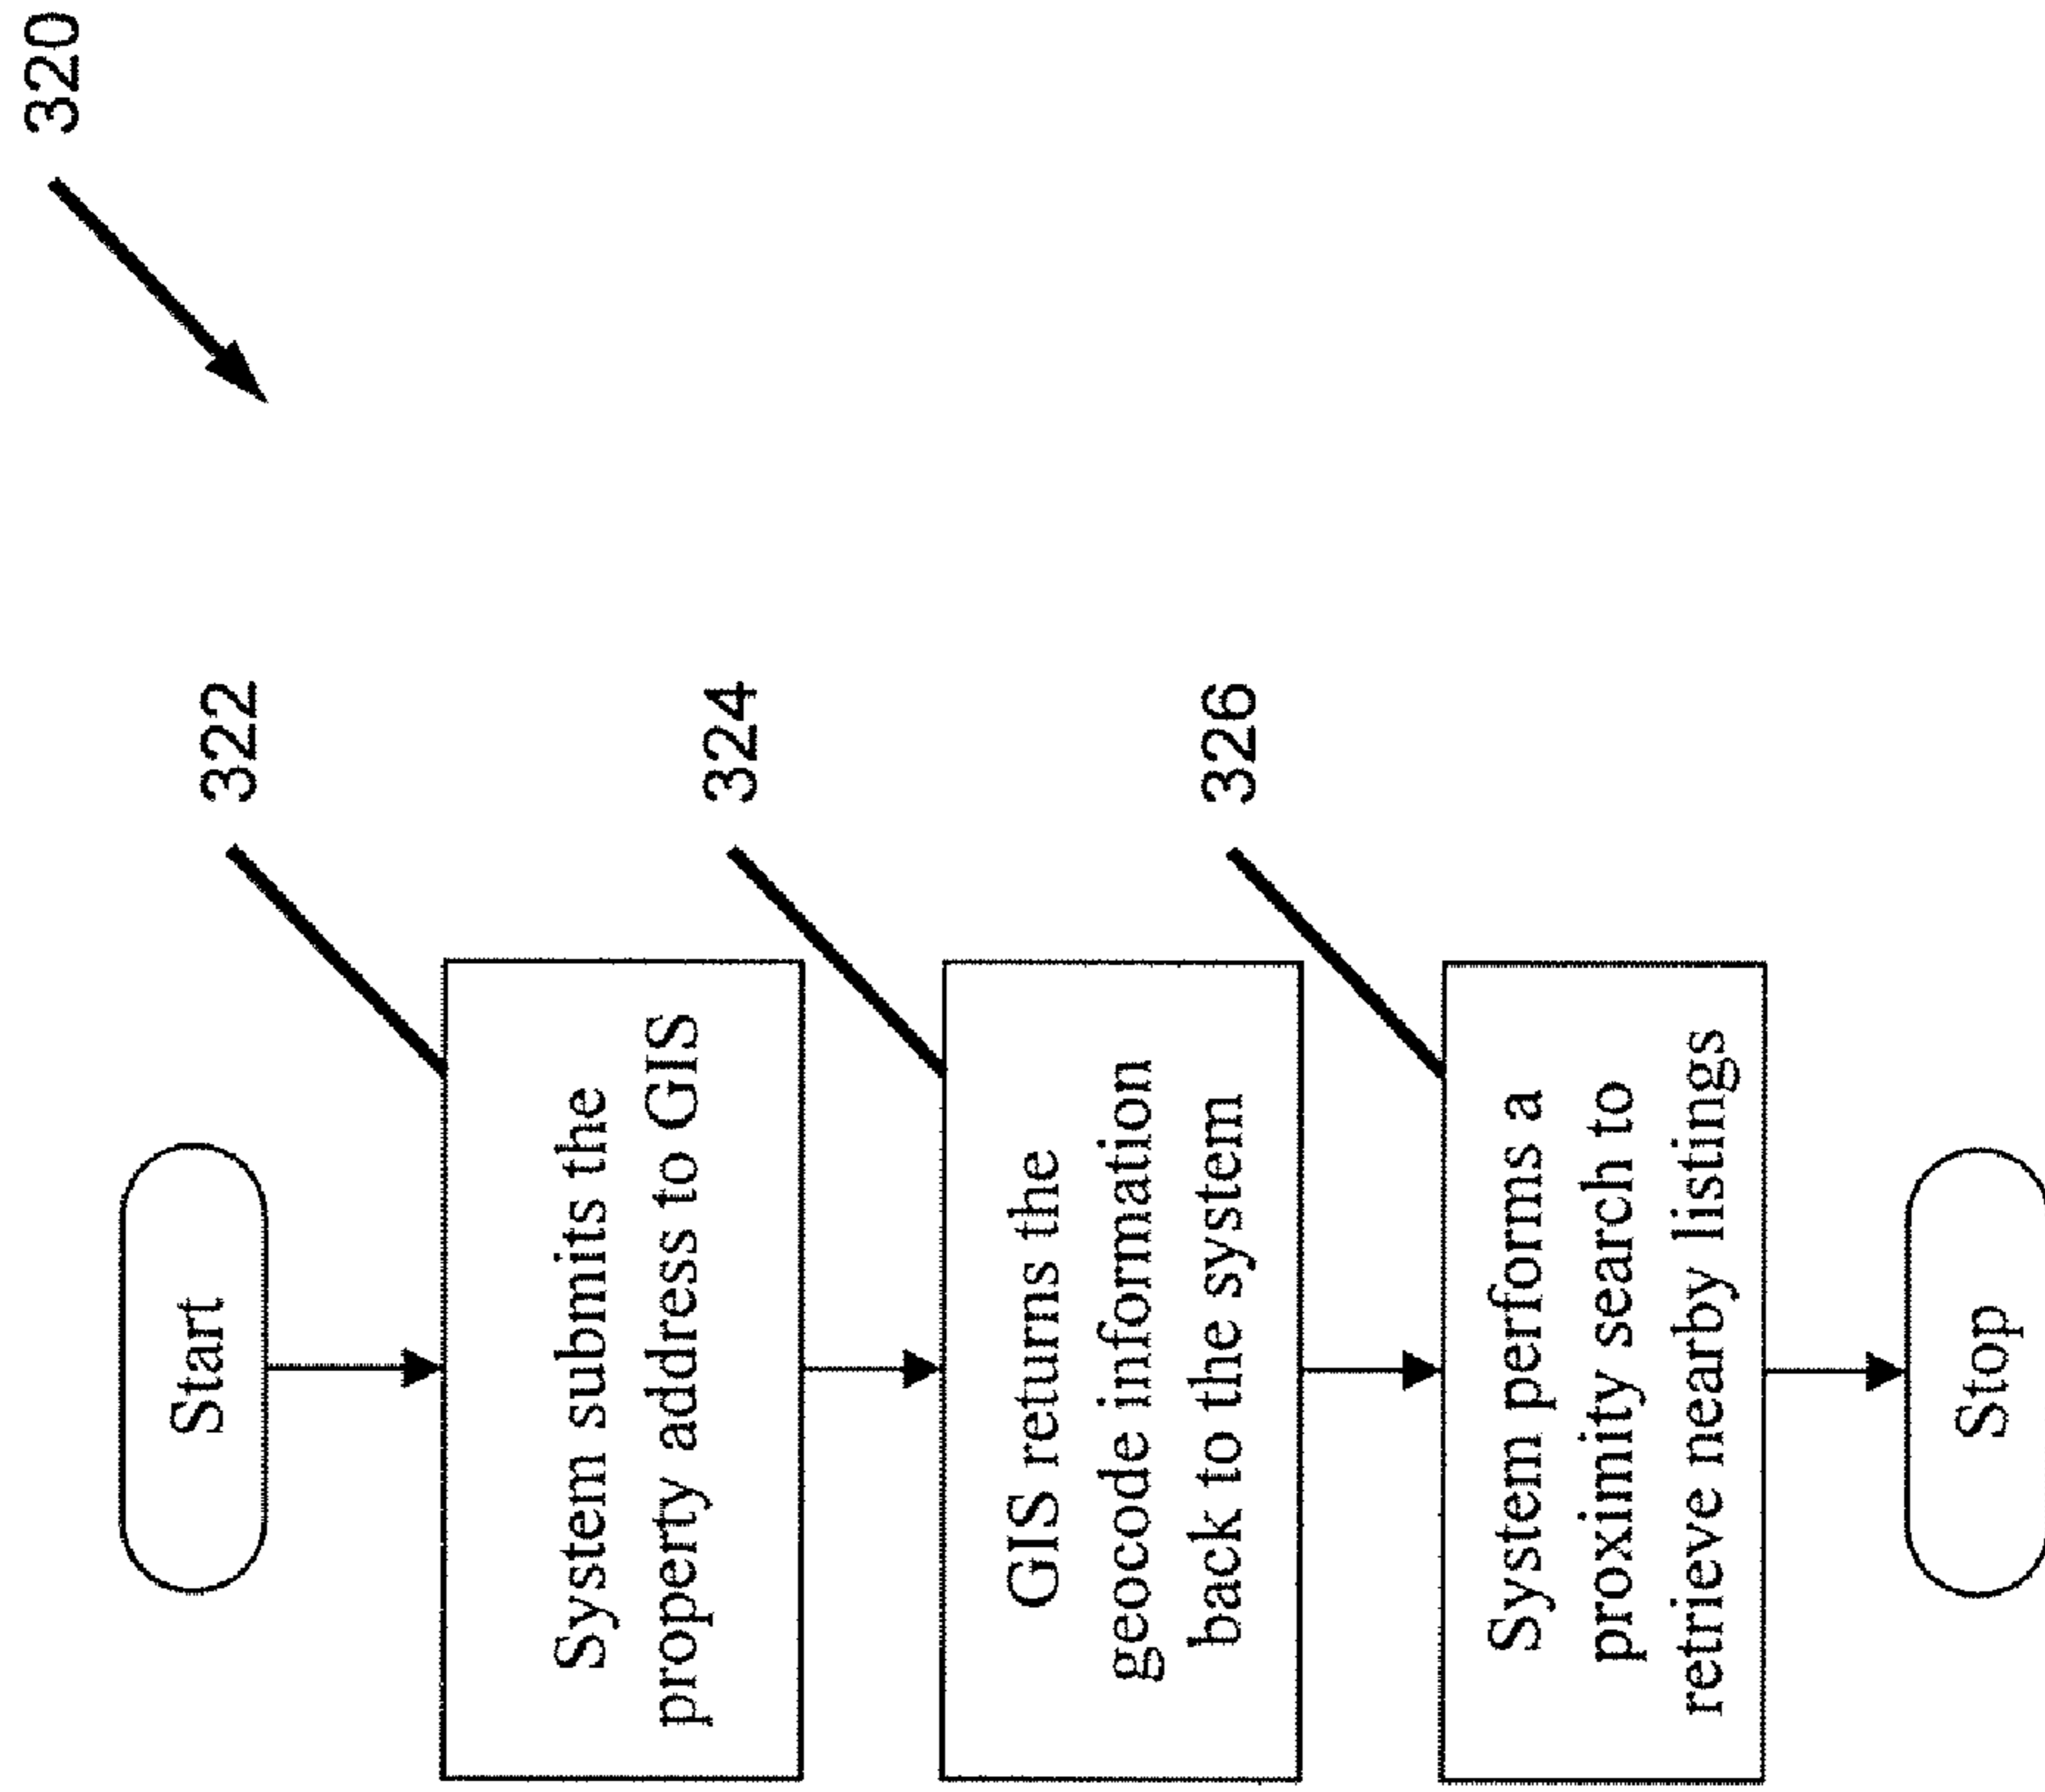 320
Start
322
System submits the
property address to GIS
324
GIS returns the
geocode information
back to the system
326
System performs a
proximity search to
retrieve nearby listings
Stop